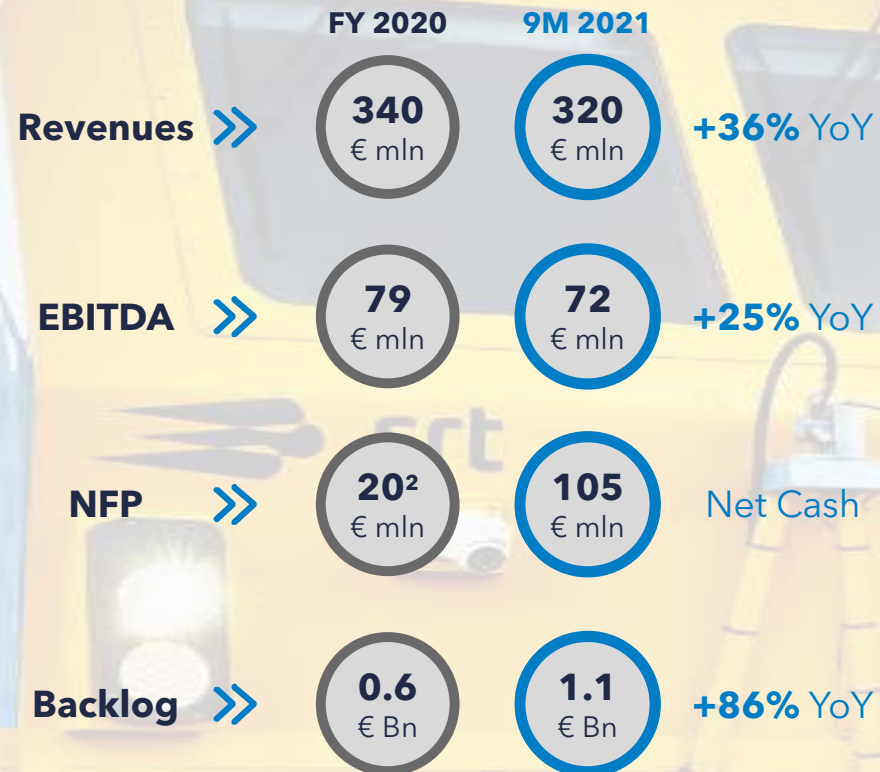 FY 2020 9M 2021
Revenues 340 € mln 320 € mln +36% YoY
EBITDA 79 € mln 72 € mln +25% YoY
srt
NFP 20² € mln 105 € mln Net Cash
Backlog 0.6 € Bn 1.1 € Bn +86% YoY